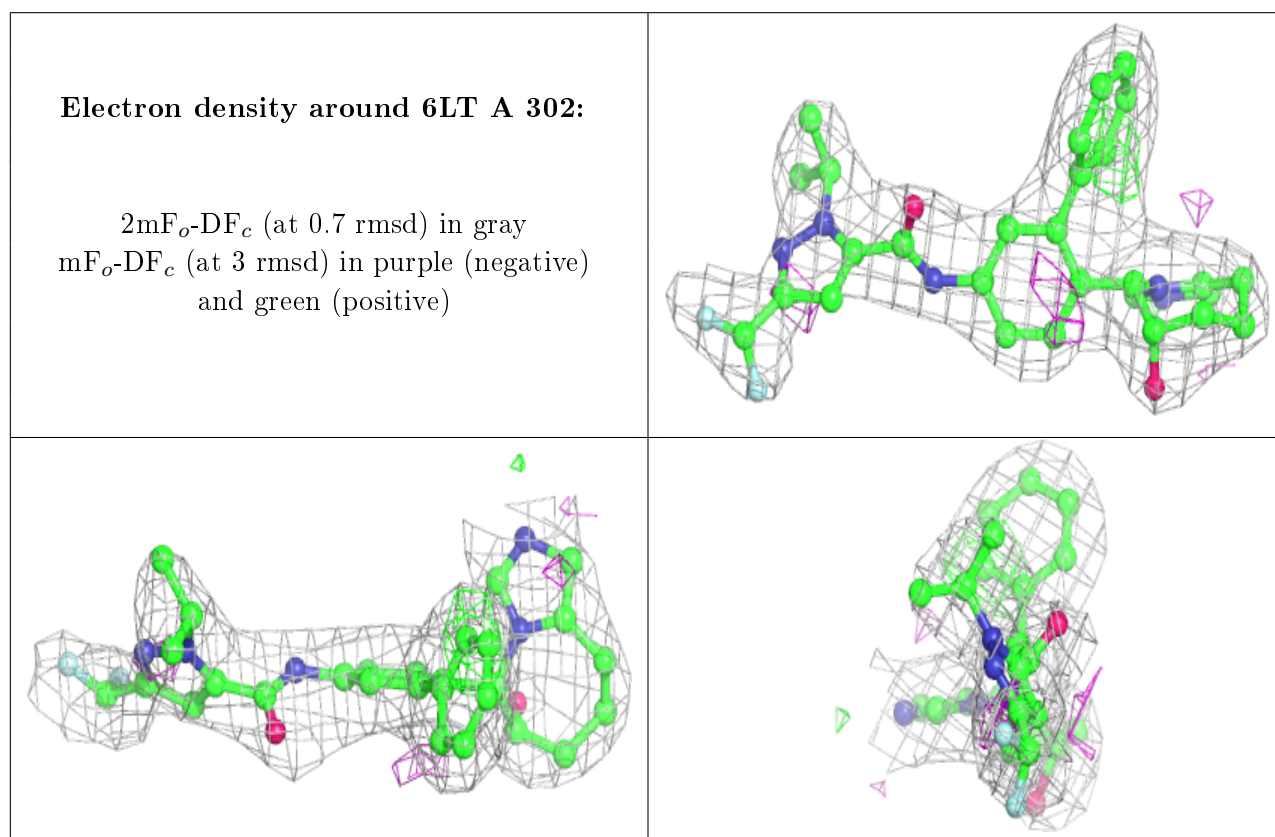 Electron density around 6LT A 302:
2mFₒ-DF𝒸 (at 0.7 rmsd) in gray
mFₒ-DF𝒸 (at 3 rmsd) in purple (negative)
and green (positive)